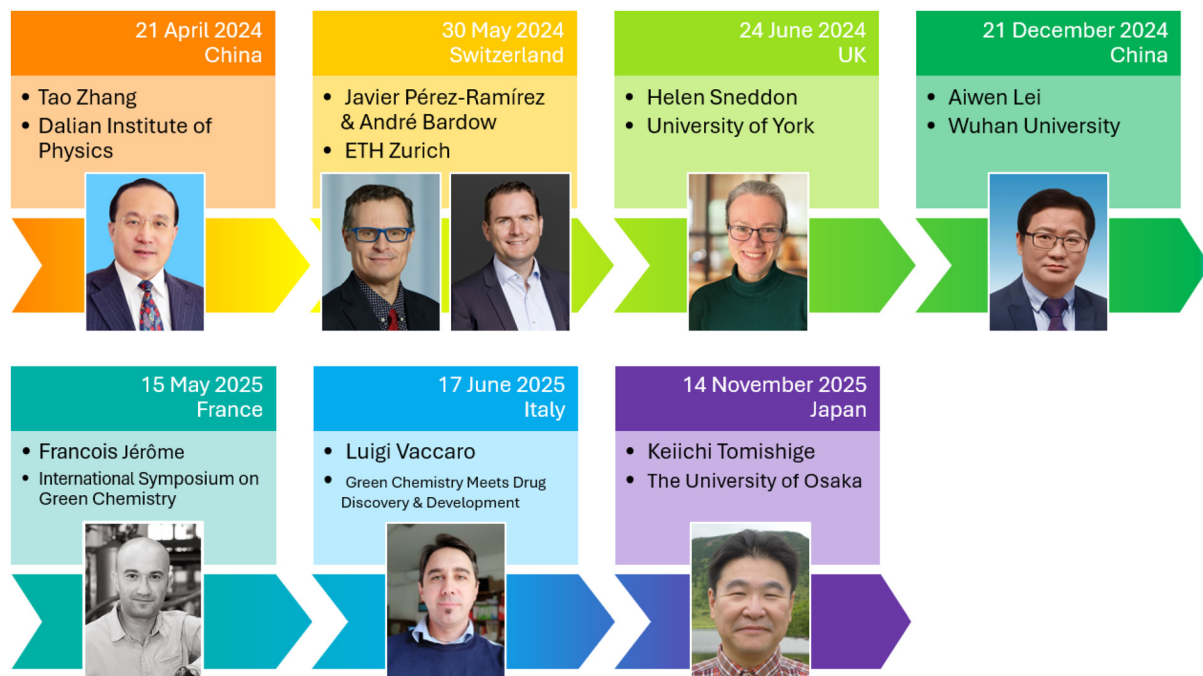 21 April 2024
China
• Tao Zhang
• Dalian Institute of
Physics
30 May 2024
Switzerland
• Javier Pérez-Ramírez
& André Bardow
• ETH Zurich
24 June 2024
UK
• Helen Sneddon
• University of York
21 December 2024
China
• Aiwen Lei
• Wuhan University
15 May 2025
France
• Francois Jérôme
• International Symposium on
Green Chemistry
17 June 2025
Italy
• Luigi Vaccaro
• Green Chemistry Meets Drug
Discovery & Development
14 November 2025
Japan
• Keiichi Tomishige
• The University of Osaka